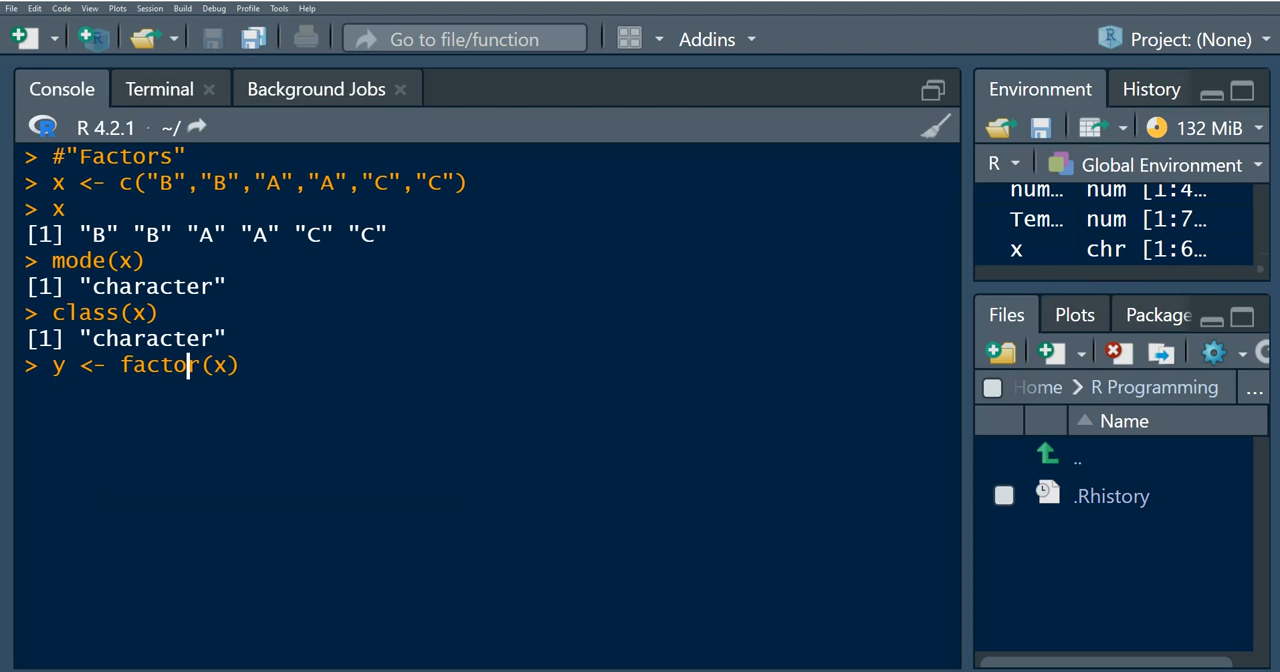 File Edit Code View Plots Session Build Debug Profile Tools Help
Go to file/function Addins Project: (None)
Console Terminal Background Jobs
R 4.2.1 · ~/
> #"Factors"
> x <- c("B","B","A","A","C","C")
> x
[1] "B" "B" "A" "A" "C" "C"
> mode(x)
[1] "character"
> class(x)
[1] "character"
> y <- factor(x)
Environment History
132 MiB
R Global Environment
num... num [1:4...
Tem... num [1:7...
x chr [1:6...
Files Plots Package
Home R Programming ...
Name
..
.Rhistory